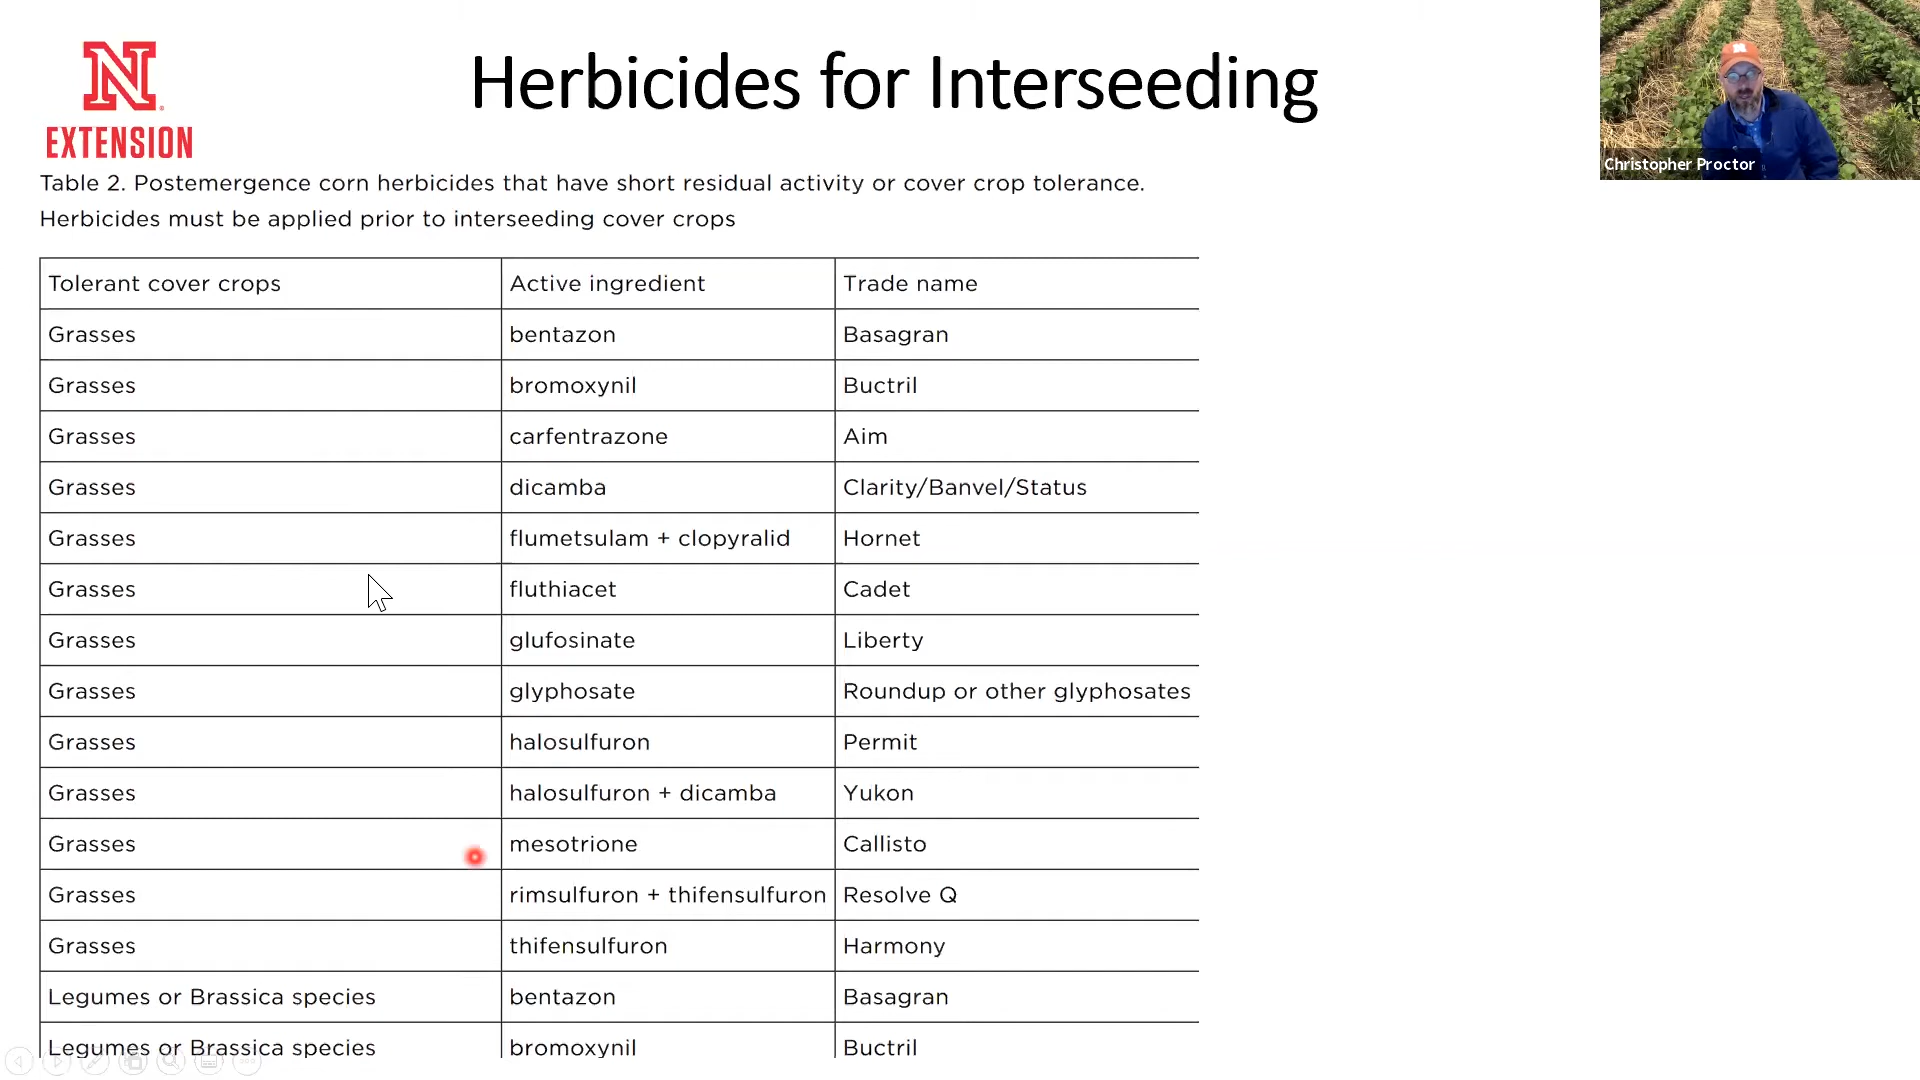 N
EXTENSION
Herbicides for Interseeding
Christopher Proctor
Table 2. Postemergence corn herbicides that have short residual activity or cover crop tolerance.
Herbicides must be applied prior to interseeding cover crops
Tolerant cover crops Active ingredient Trade name
Grasses bentazon Basagran
Grasses bromoxynil Buctril
Grasses carfentrazone Aim
Grasses dicamba Clarity/Banvel/Status
Grasses flumetsulam + clopyralid Hornet
Grasses fluthiacet Cadet
Grasses glufosinate Liberty
Grasses glyphosate Roundup or other glyphosates
Grasses halosulfuron Permit
Grasses halosulfuron + dicamba Yukon
Grasses mesotrione Callisto
Grasses rimsulfuron + thifensulfuron Resolve Q
Grasses thifensulfuron Harmony
Legumes or Brassica species bentazon Basagran
Legumes or Brassica species bromoxynil Buctril